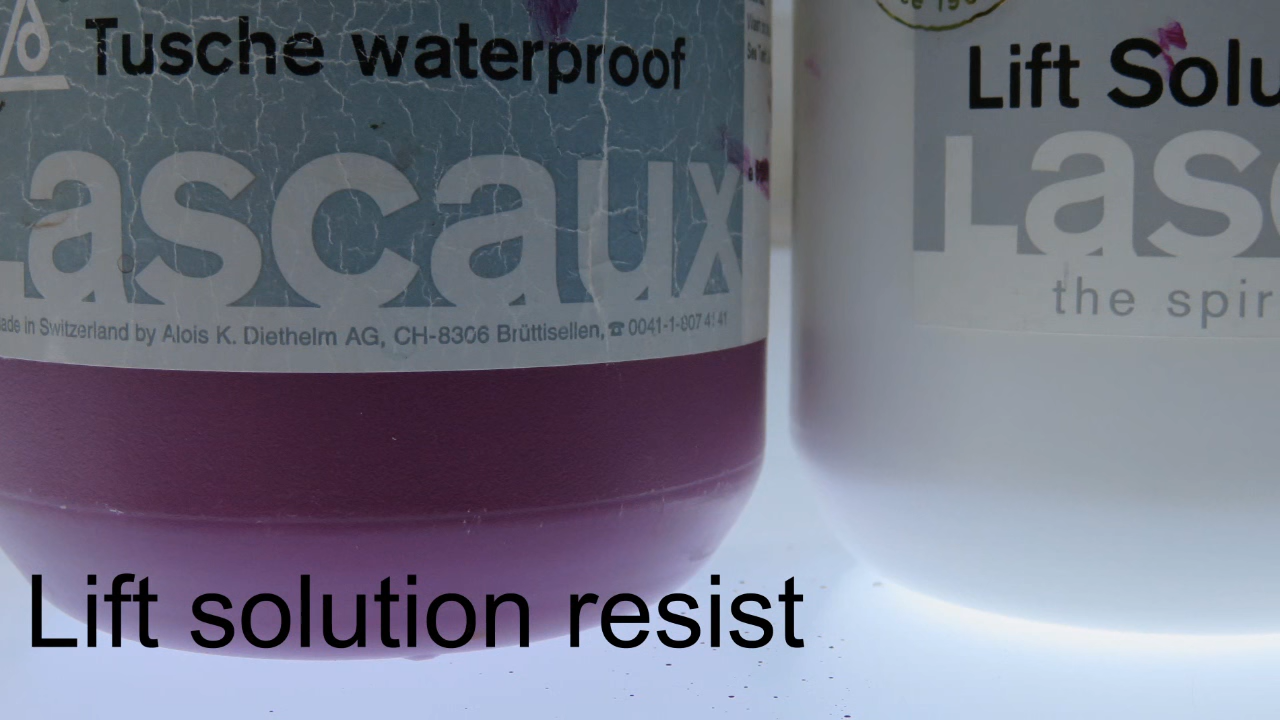 Tusche waterproof
Lascaux
Made in Switzerland by Alois K. Diethelm AG, CH-8306 Brüttisellen, ☎ 0041-1-807 41 41
Lift Solu
Lasc
the spir
Lift solution resist